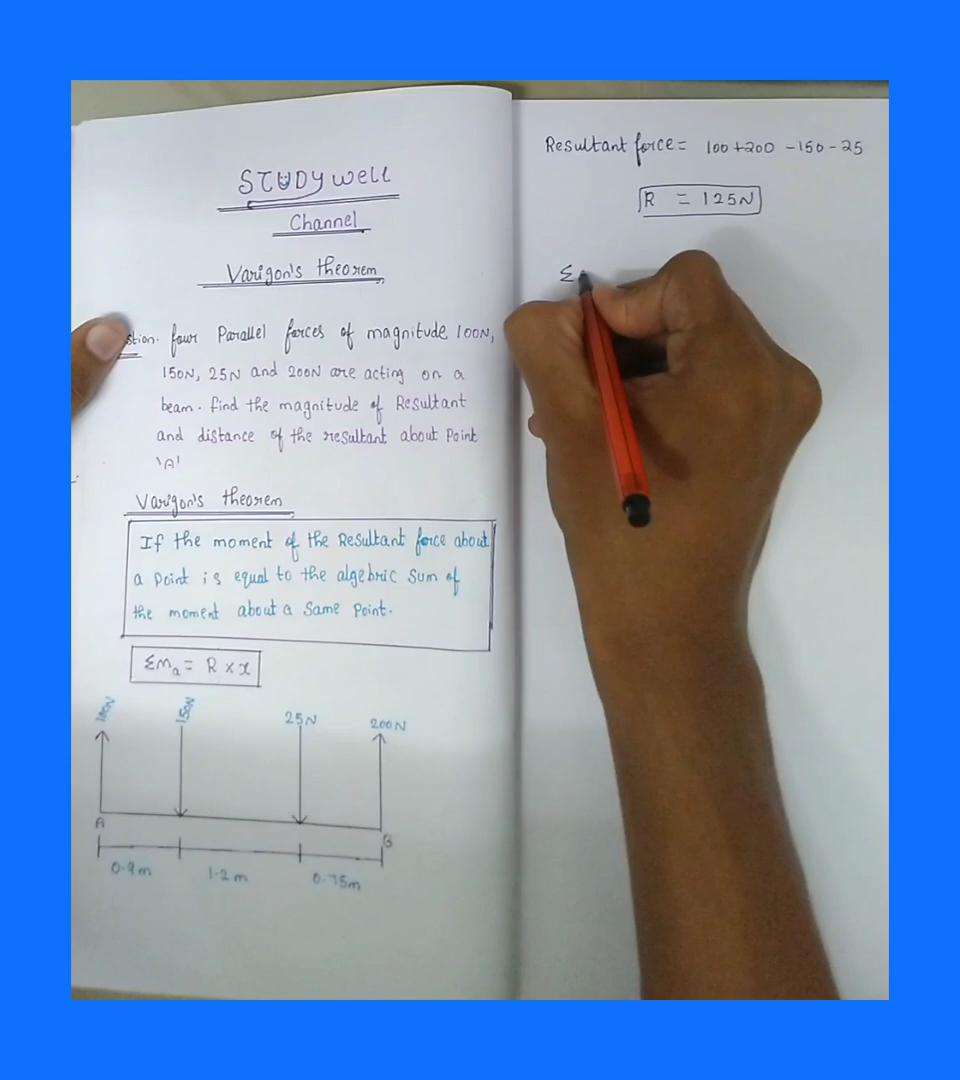 STUDY well
Channel
Varigon's theorem
stion. four Parallel forces of magnitude 100N,
150N, 25N and 200N are acting on a
beam. find the magnitude of Resultant
and distance of the resultant about Point
'A'
Varigon's theorem
If the moment of the Resultant force about
a point is equal to the algebric sum of
the moment about a same point.
ΣMa = R × x
100N 150N 25N 200N
A B
0.9m 1.2m 0.75m
Resultant force = 100 +200 -150 -25
R = 125N
Σ